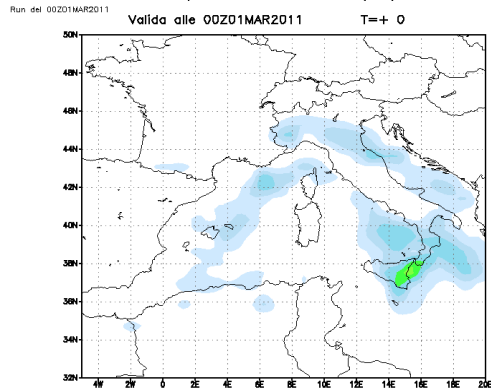 Run del 00Z01MAR2011
Valida alle 00Z01MAR2011 T=+ 0
50N
48N
46N
44N
42N
40N
38N
36N
34N
32N
4W 2W 0 2E 4E 6E 8E 10E 12E 14E 16E 18E 20E